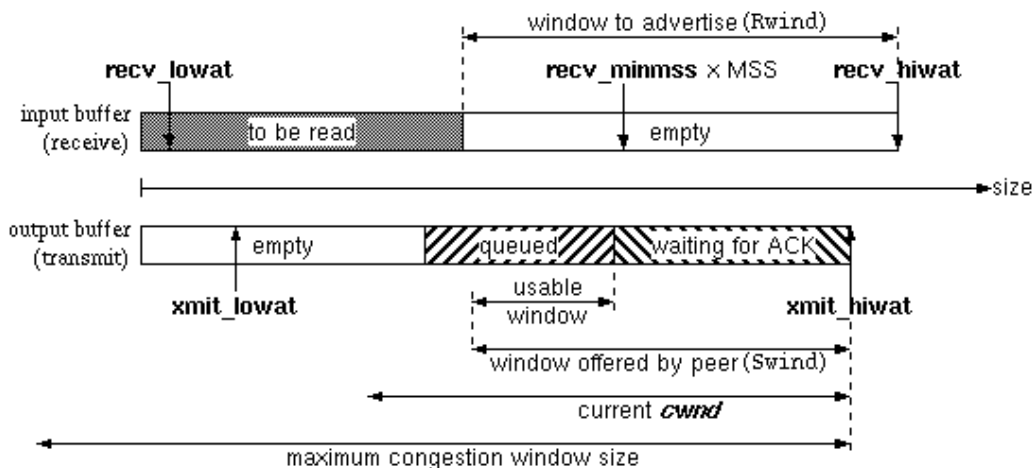 window to advertise (Rwind)
recv_lowat
recv_minmss x MSS
recv_hiwat
input buffer
(receive)
to be read
empty
size
output buffer
(transmit)
empty
queued
waiting for ACK
xmit_lowat
usable
window
xmit_hiwat
window offered by peer (Swind)
current cwnd
maximum congestion window size